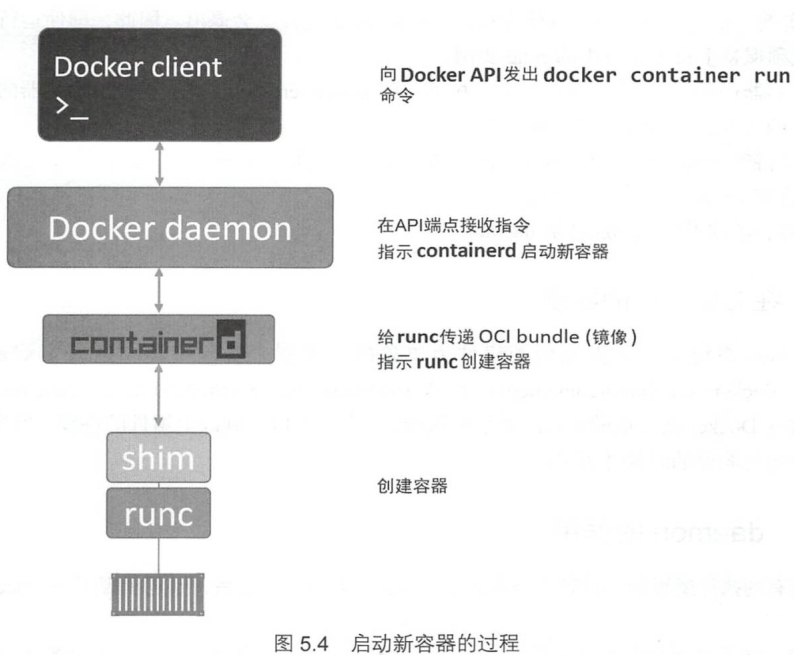 Docker client
>_
向Docker API发出 docker container run
命令
Docker daemon
在API端点接收指令
指示 containerd 启动新容器
containerd
给runc传递 OCI bundle (镜像)
指示 runc 创建容器
shim
创建容器
runc
图 5.4 启动新容器的过程